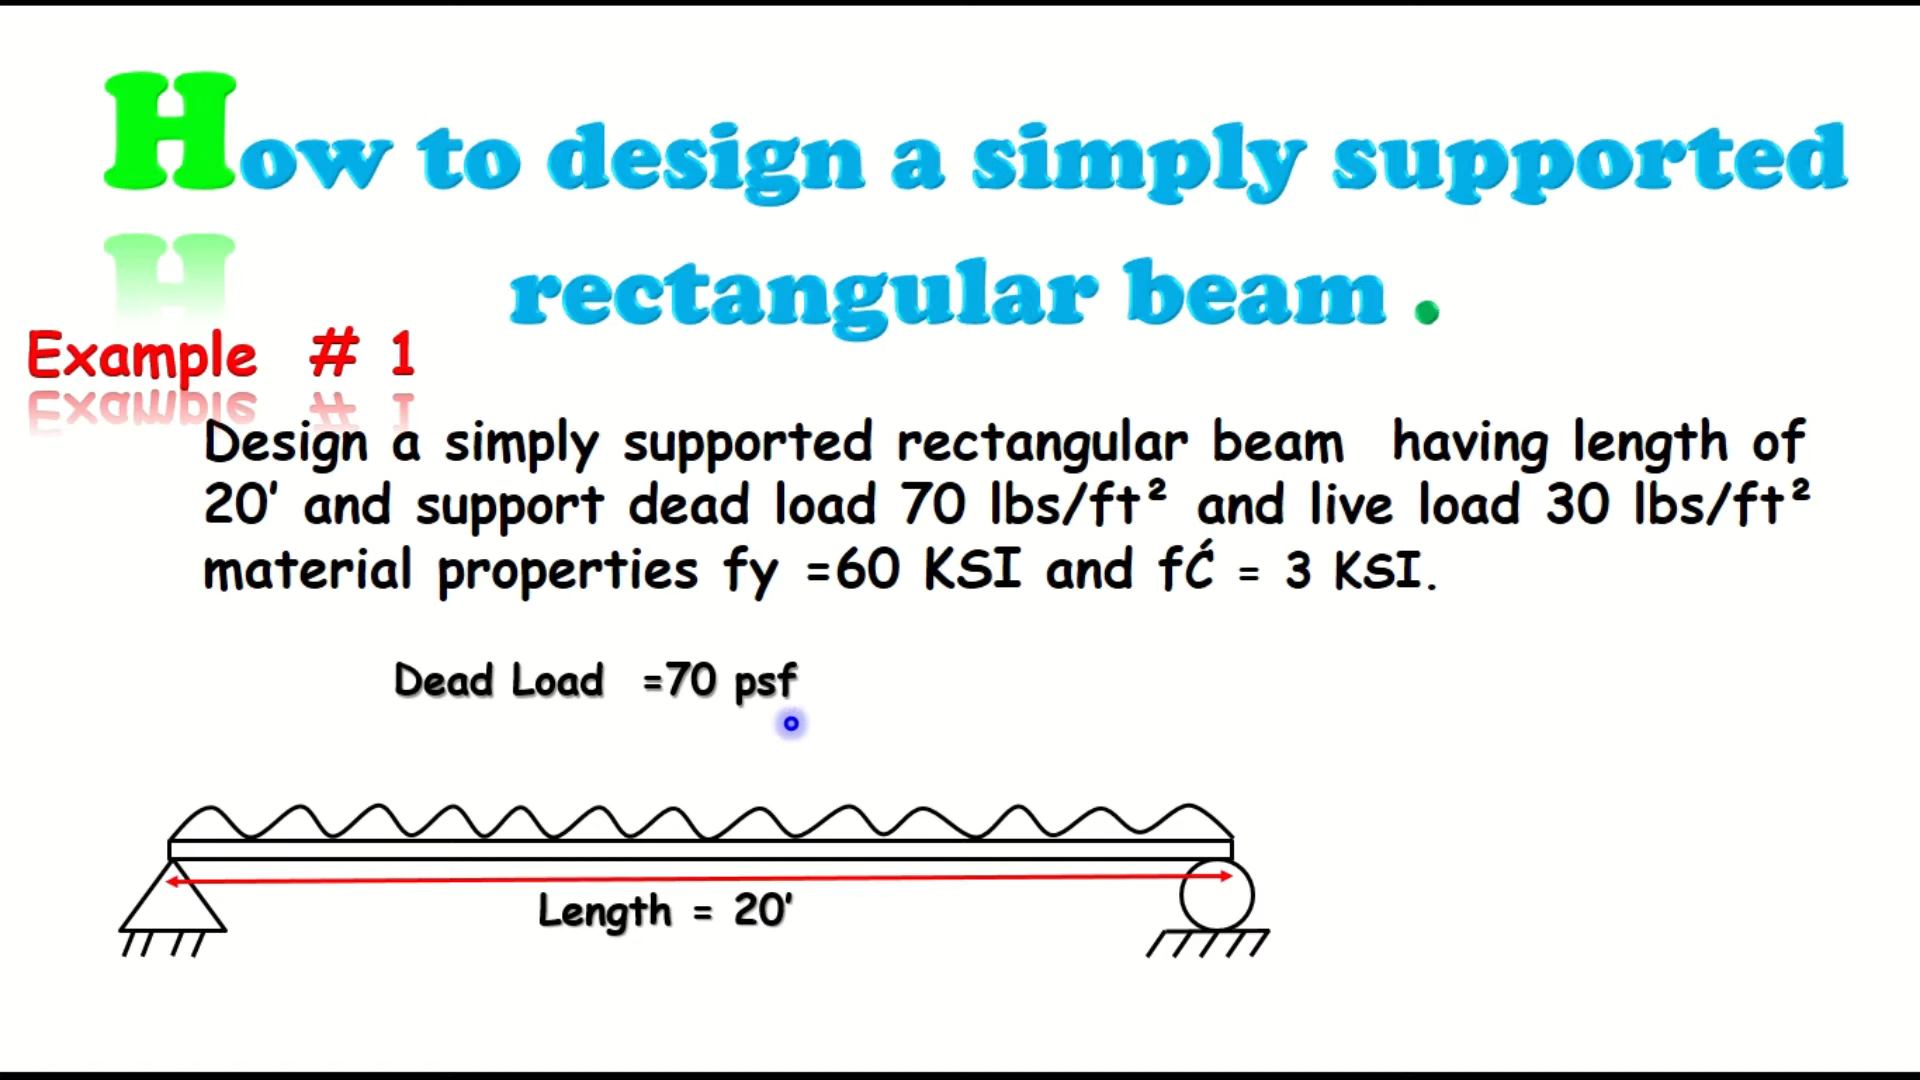 How to design a simply supported
rectangular beam .
Example # 1
Design a simply supported rectangular beam having length of
20' and support dead load 70 lbs/ft² and live load 30 lbs/ft²
material properties fy =60 KSI and fĆ = 3 KSI.
Dead Load =70 psf
Length = 20'